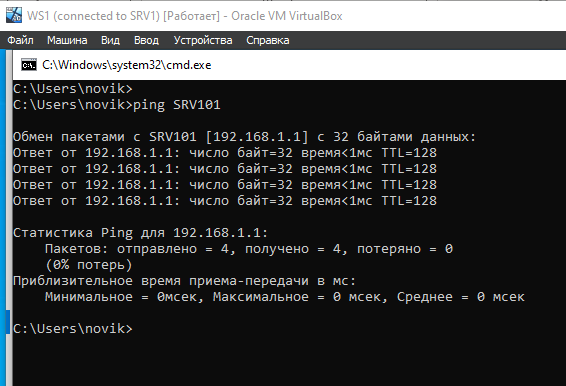 WS1 (connected to SRV1) [Работает] - Oracle VM VirtualBox
Файл Машина Вид Ввод Устройства Справка
C:\Windows\system32\cmd.exe
C:\Users\novik>
C:\Users\novik>ping SRV101
Обмен пакетами с SRV101 [192.168.1.1] с 32 байтами данных:
Ответ от 192.168.1.1: число байт=32 время<1мс TTL=128
Ответ от 192.168.1.1: число байт=32 время<1мс TTL=128
Ответ от 192.168.1.1: число байт=32 время<1мс TTL=128
Ответ от 192.168.1.1: число байт=32 время<1мс TTL=128
Статистика Ping для 192.168.1.1:
Пакетов: отправлено = 4, получено = 4, потеряно = 0
(0% потерь)
Приблизительное время приема-передачи в мс:
Минимальное = 0мсек, Максимальное = 0 мсек, Среднее = 0 мсек
C:\Users\novik>